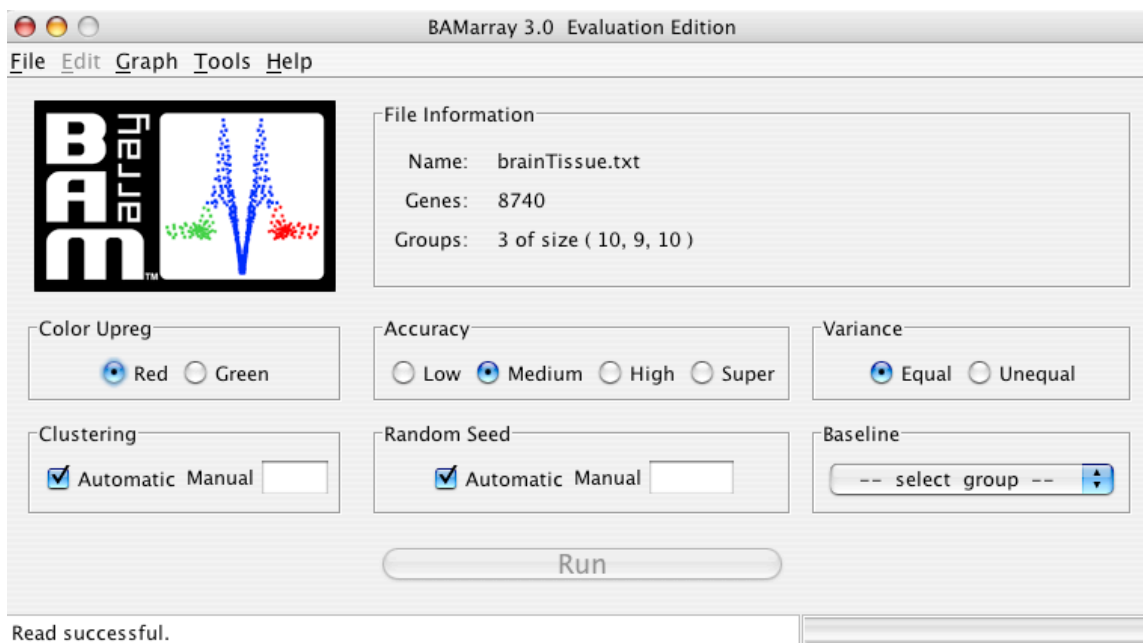 BAMarray 3.0 Evaluation Edition
File Edit Graph Tools Help
BAM array ™
File Information
Name: brainTissue.txt
Genes: 8740
Groups: 3 of size ( 10, 9, 10 )
Color Upreg
Red Green
Accuracy
Low Medium High Super
Variance
Equal Unequal
Clustering
Automatic Manual
Random Seed
Automatic Manual
Baseline
-- select group --
Run
Read successful.